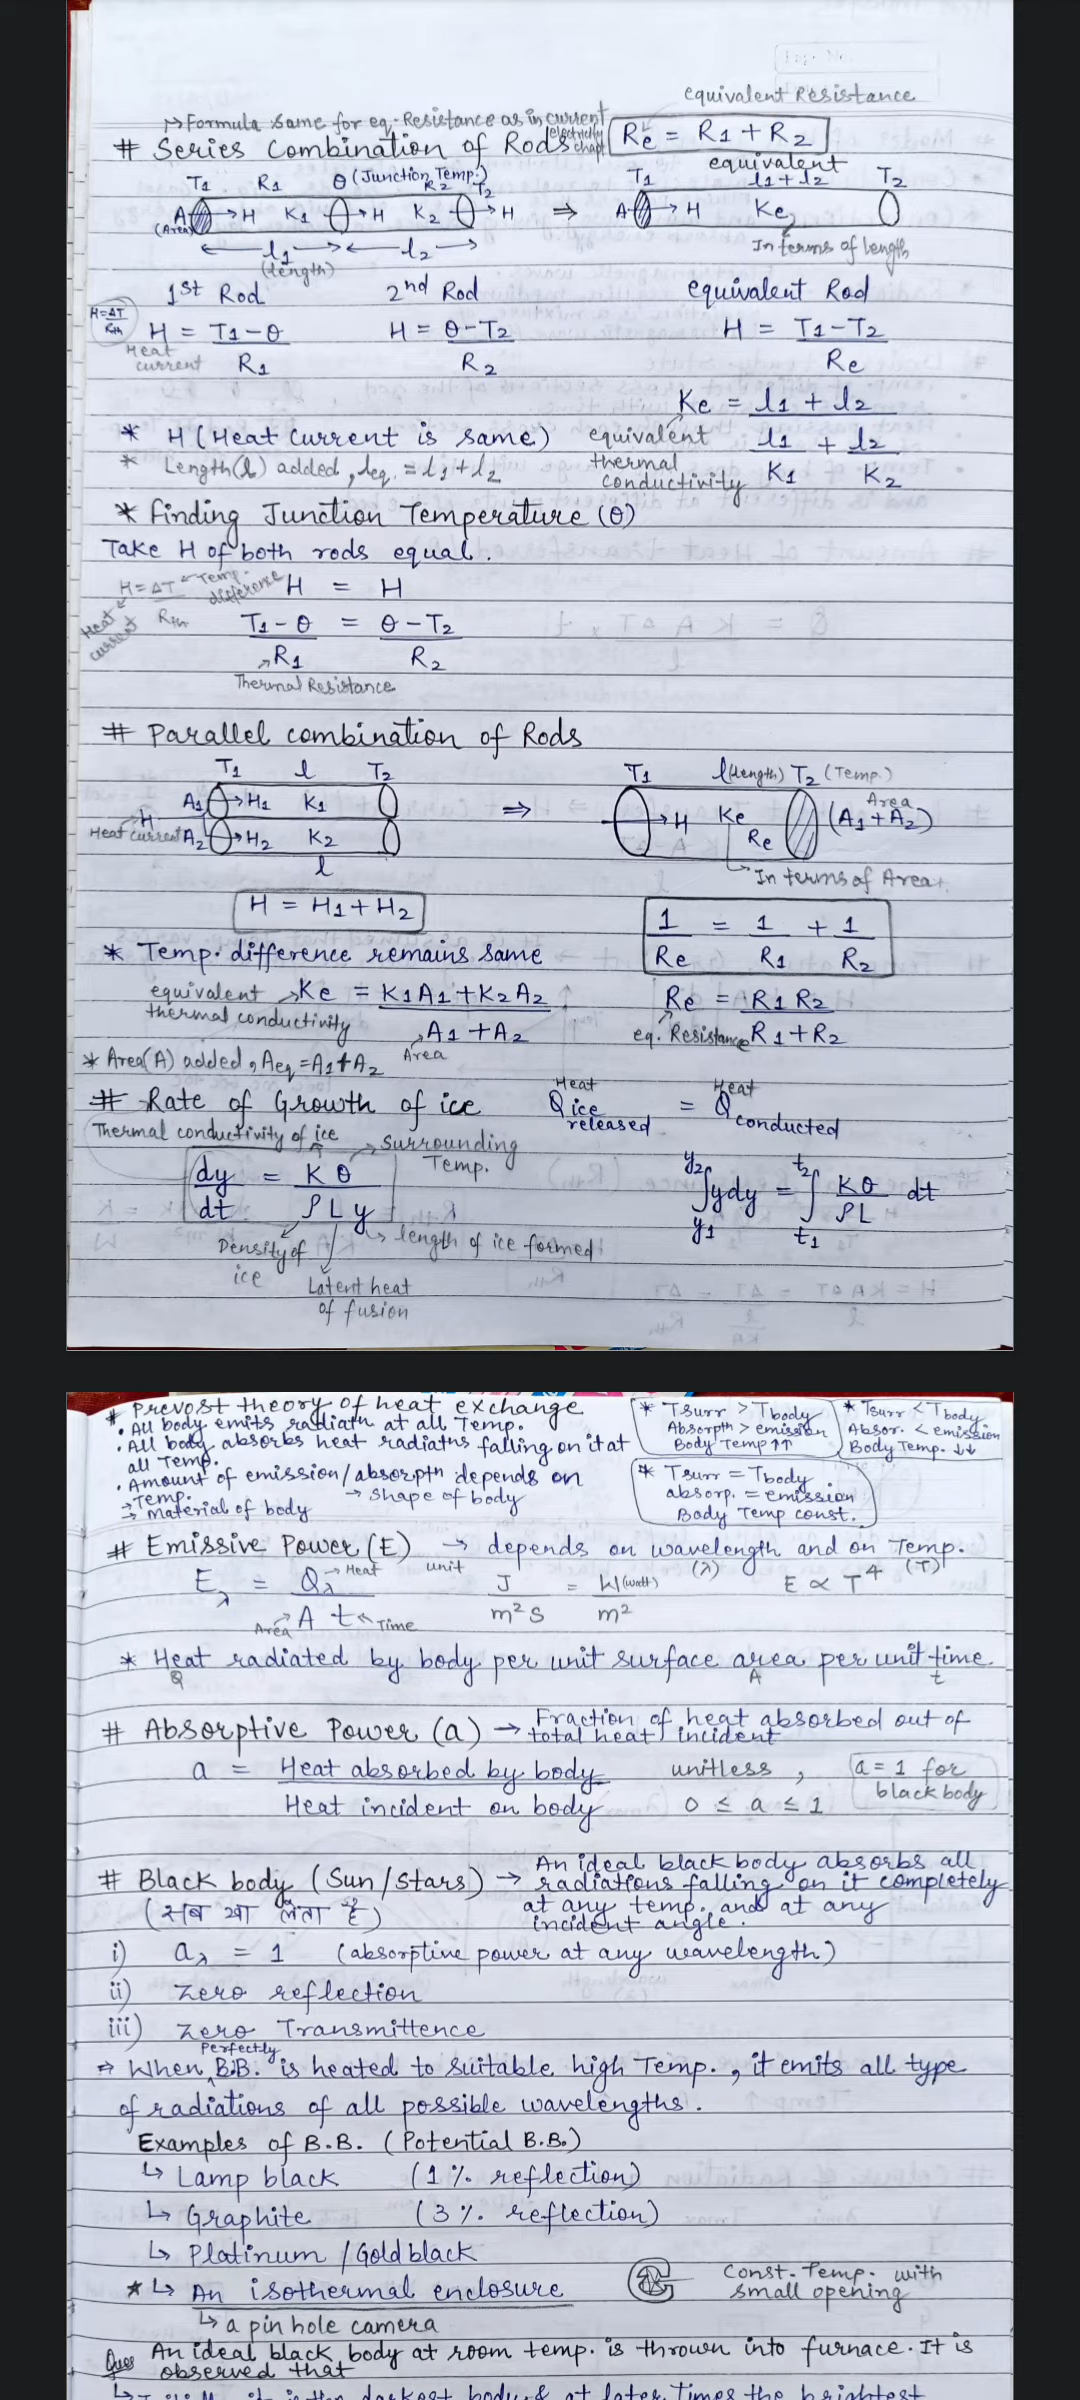 equivalent Resistance
↦ Formula same for eq. Resistance as in current electricity chap
# Series Combination of Rods Re = R1 + R2
T1 R1 θ (Junction Temp.) R2 T2
equivalent
T1 l1 + l2 T2
A (Area) → H K1 → H K2 → H ⇒ A → H Ke
l1 (length) l2
In terms of length
1st Rod 2nd Rod equivalent Rod
H = ΔT / Rth
H = T1 - θ / R1 H = θ - T2 / R2 H = T1 - T2 / Re
Heat current
* H (Heat Current is same)
Ke = l1 + l2 / l1/K1 + l2/K2
equivalent thermal conductivity
* Length(l) added, leq. = l1 + l2
* Finding Junction Temperature (θ)
Take H of both rods equal.
H = ΔT / Rth ← Temp. difference
Heat current
H = H
T1 - θ / R1 = θ - T2 / R2
Thermal Resistance
# Parallel combination of Rods
T1 l T2
T1 l(length) T2 (Temp.)
A1 → H1 K1 ⇒ → H Ke Re Area (A1 + A2)
H Heat current A2 → H2 K2
l
In terms of Area
H = H1 + H2
1/Re = 1/R1 + 1/R2
* Temp. difference remains same
equivalent thermal conductivity → Ke = K1A1 + K2A2 / A1 + A2
Area
Re = R1 R2 / R1 + R2
eq. Resistance
* Area(A) added, Aeq = A1 + A2
# Rate of Growth of ice Heat Q ice released = Heat Q conducted
Thermal conductivity of ice
Surrounding Temp.
dy/dt = K θ / ρ L y
y2 ∫ y1 y dy = t2 ∫ t1 Kθ / ρL dt
Density of ice
length of ice formed
Latent heat of fusion
* Prevost theory of heat exchange
• All body emits radiatn at all Temp.
• All body absorbs heat radiatns falling on it at
all Temp.
• Amount of emission/absorptn depends on
→ Temp. → shape of body
→ Material of body
* Tsurr > Tbody
Absorptn > emission
Body Temp ↑↑
* Tsurr < Tbody
Absor. < emission
Body Temp. ↓↓
* Tsurr = Tbody
absorp. = emission
Body Temp const.
# Emissive Power (E) → depends on wavelength (λ) and on Temp. (T)
Eλ = Qλ / A t unit J / m² s = W (watt) / m² E ∝ T⁴
Heat
Area Time
* Heat radiated by body per unit surface area per unit time.
Q A t
# Absorptive Power (a) → Fraction of heat absorbed out of
total heat incident
a = Heat absorbed by body / Heat incident on body unitless, a = 1 for black body
0 ≤ a ≤ 1
# Black body (Sun/Stars) → An ideal black body absorbs all
radiations falling on it completely
(सब खा लेता है) at any temp. and at any
incident angle.
i) aλ = 1 (absorptive power at any wavelength)
ii) Zero reflection
iii) Zero Transmittence
⇒ When Perfectly B.B. is heated to suitable high Temp., it emits all type
of radiations of all possible wavelengths.
Examples of B.B. (Potential B.B.)
↳ Lamp black (1 % reflection)
↳ Graphite (3 % reflection)
↳ Platinum / Gold black
* ↳ An isothermal enclosure Const. Temp. with
small opening
↳ a pin hole camera
Ques An ideal black body at room temp. is thrown into furnace. It is
observed that